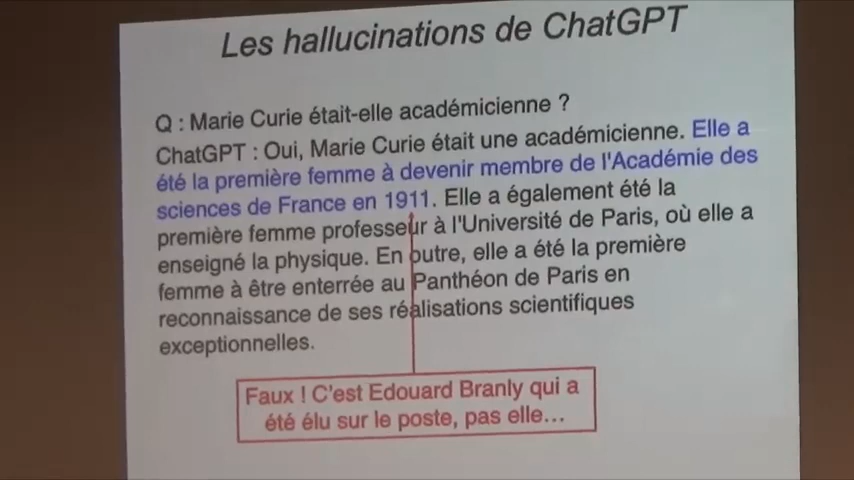 Les hallucinations de ChatGPT
Q : Marie Curie était-elle académicienne ?
ChatGPT : Oui, Marie Curie était une académicienne. Elle a
été la première femme à devenir membre de l'Académie des
sciences de France en 1911. Elle a également été la
première femme professeur à l'Université de Paris, où elle a
enseigné la physique. En outre, elle a été la première
femme à être enterrée au Panthéon de Paris en
reconnaissance de ses réalisations scientifiques
exceptionnelles.
Faux ! C'est Edouard Branly qui a
été élu sur le poste, pas elle...